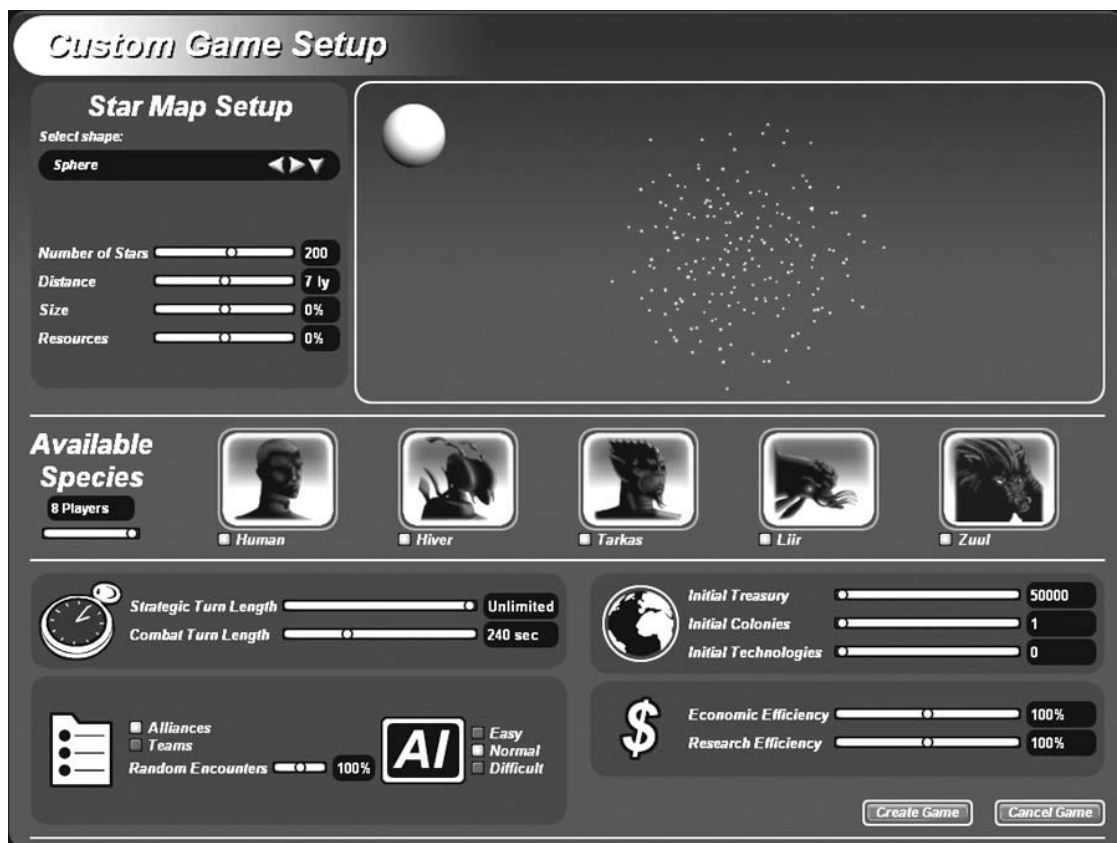 Custom Game Setup
Star Map Setup
Select shape:
Sphere
Number of Stars 200
Distance 7 ly
Size 0%
Resources 0%
Available
Species
8 Players
Human
Hiver
Tarkas
Liir
Zuul
Strategic Turn Length Unlimited
Combat Turn Length 240 sec
Initial Treasury 50000
Initial Colonies 1
Initial Technologies 0
Alliances
Teams
Random Encounters 100%
AI
Easy
Normal
Difficult
$
Economic Efficiency 100%
Research Efficiency 100%
Create Game
Cancel Game